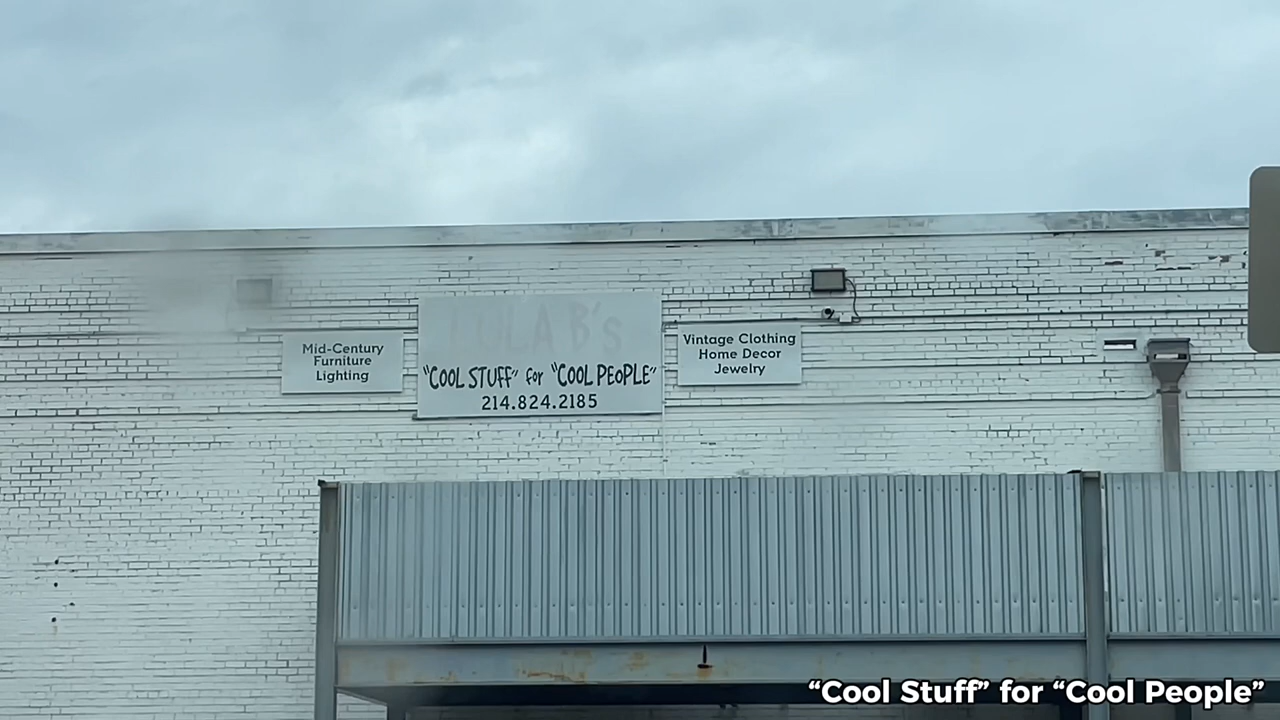 Mid-Century
Furniture
Lighting
"COOL STUFF" for "COOL PEOPLE"
214.824.2185
Vintage Clothing
Home Decor
Jewelry
“Cool Stuff” for “Cool People”